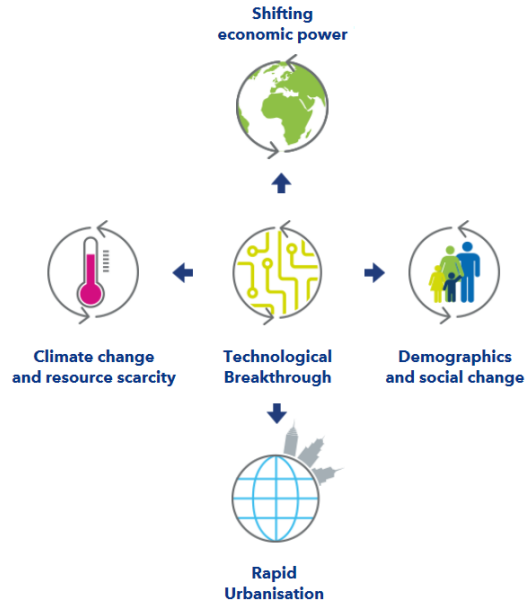 Shifting
economic power
Climate change
and resource scarcity
Technological
Breakthrough
Demographics
and social change
Rapid
Urbanisation